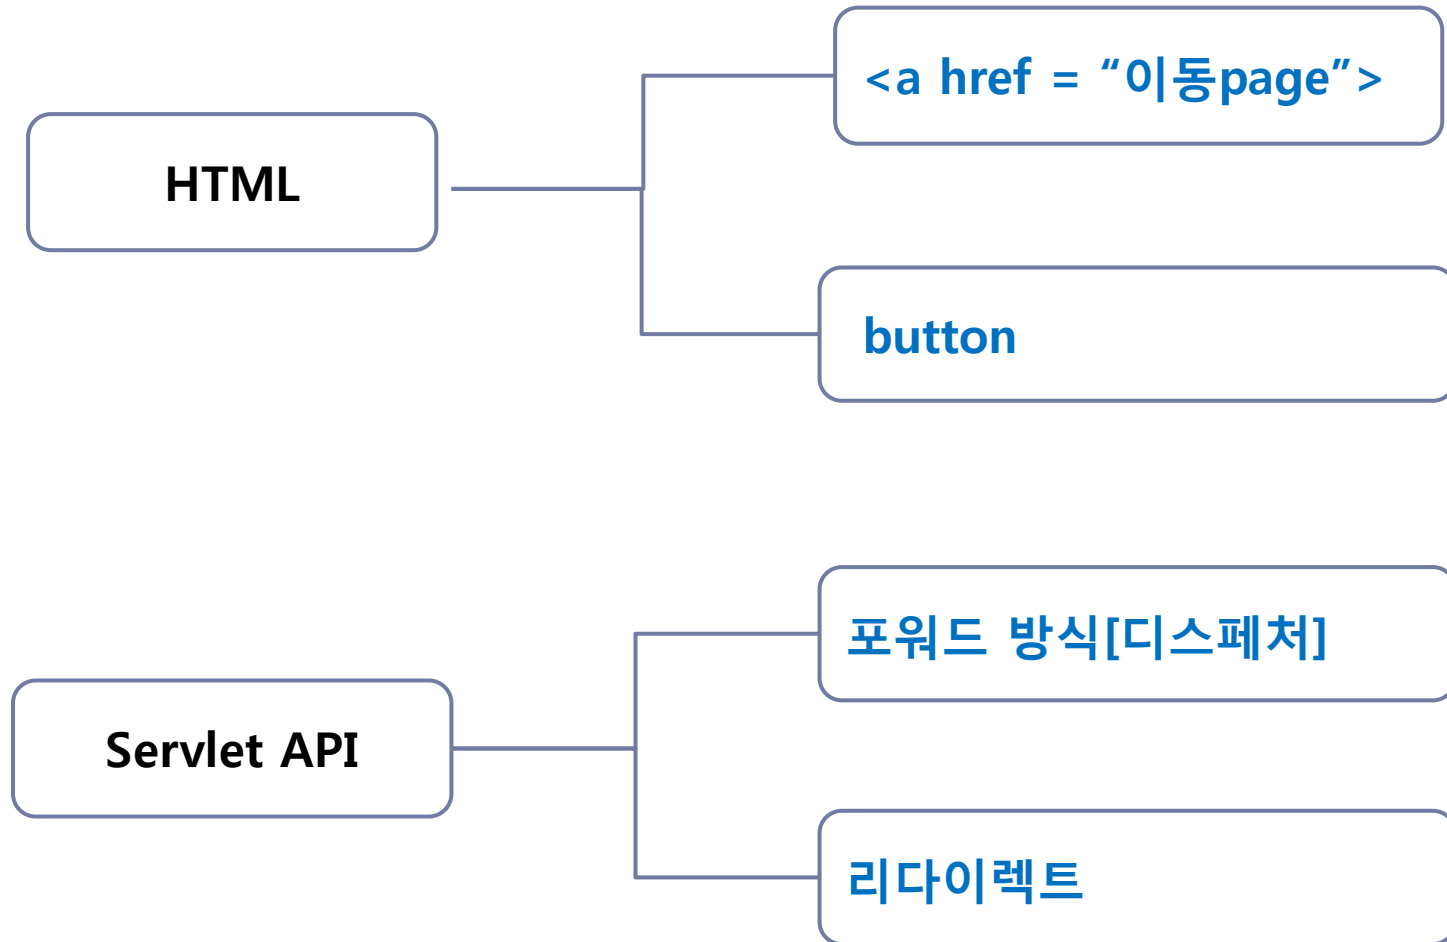 HTML
<a href = “이동page”>
button
Servlet API
포워드 방식[디스페처]
리다이렉트